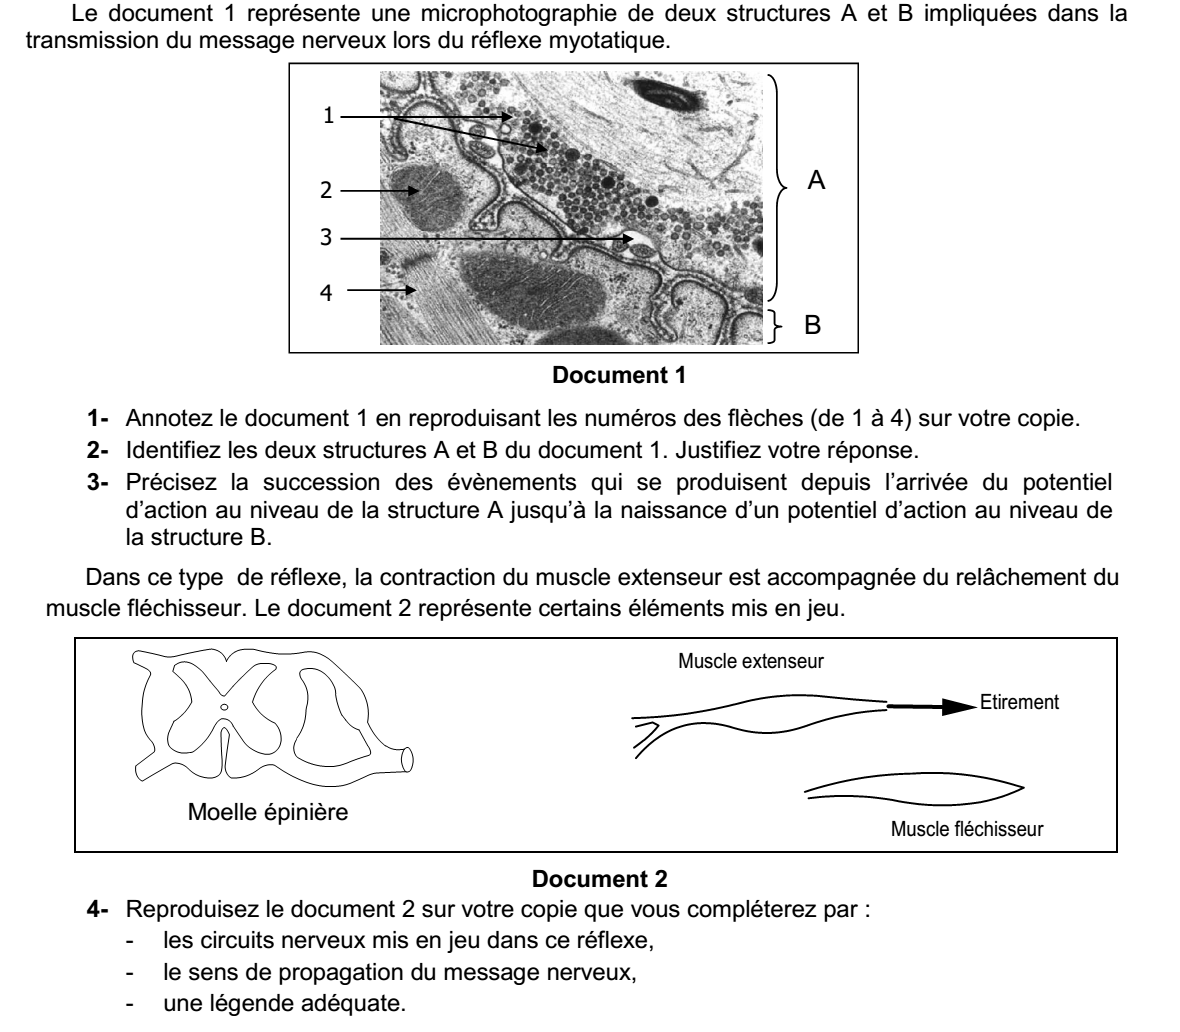 Le document 1 représente une microphotographie de deux structures A et B impliquées dans la
transmission du message nerveux lors du réflexe myotatique.
1
2
3
4
A
B
Document 1
1- Annotez le document 1 en reproduisant les numéros des flèches (de 1 à 4) sur votre copie.
2- Identifiez les deux structures A et B du document 1. Justifiez votre réponse.
3- Précisez la succession des évènements qui se produisent depuis l’arrivée du potentiel
d’action au niveau de la structure A jusqu’à la naissance d’un potentiel d’action au niveau de
la structure B.
Dans ce type de réflexe, la contraction du muscle extenseur est accompagnée du relâchement du
muscle fléchisseur. Le document 2 représente certains éléments mis en jeu.
Muscle extenseur
Etirement
Moelle épinière
Muscle fléchisseur
Document 2
4- Reproduisez le document 2 sur votre copie que vous compléterez par :
- les circuits nerveux mis en jeu dans ce réflexe,
- le sens de propagation du message nerveux,
- une légende adéquate.